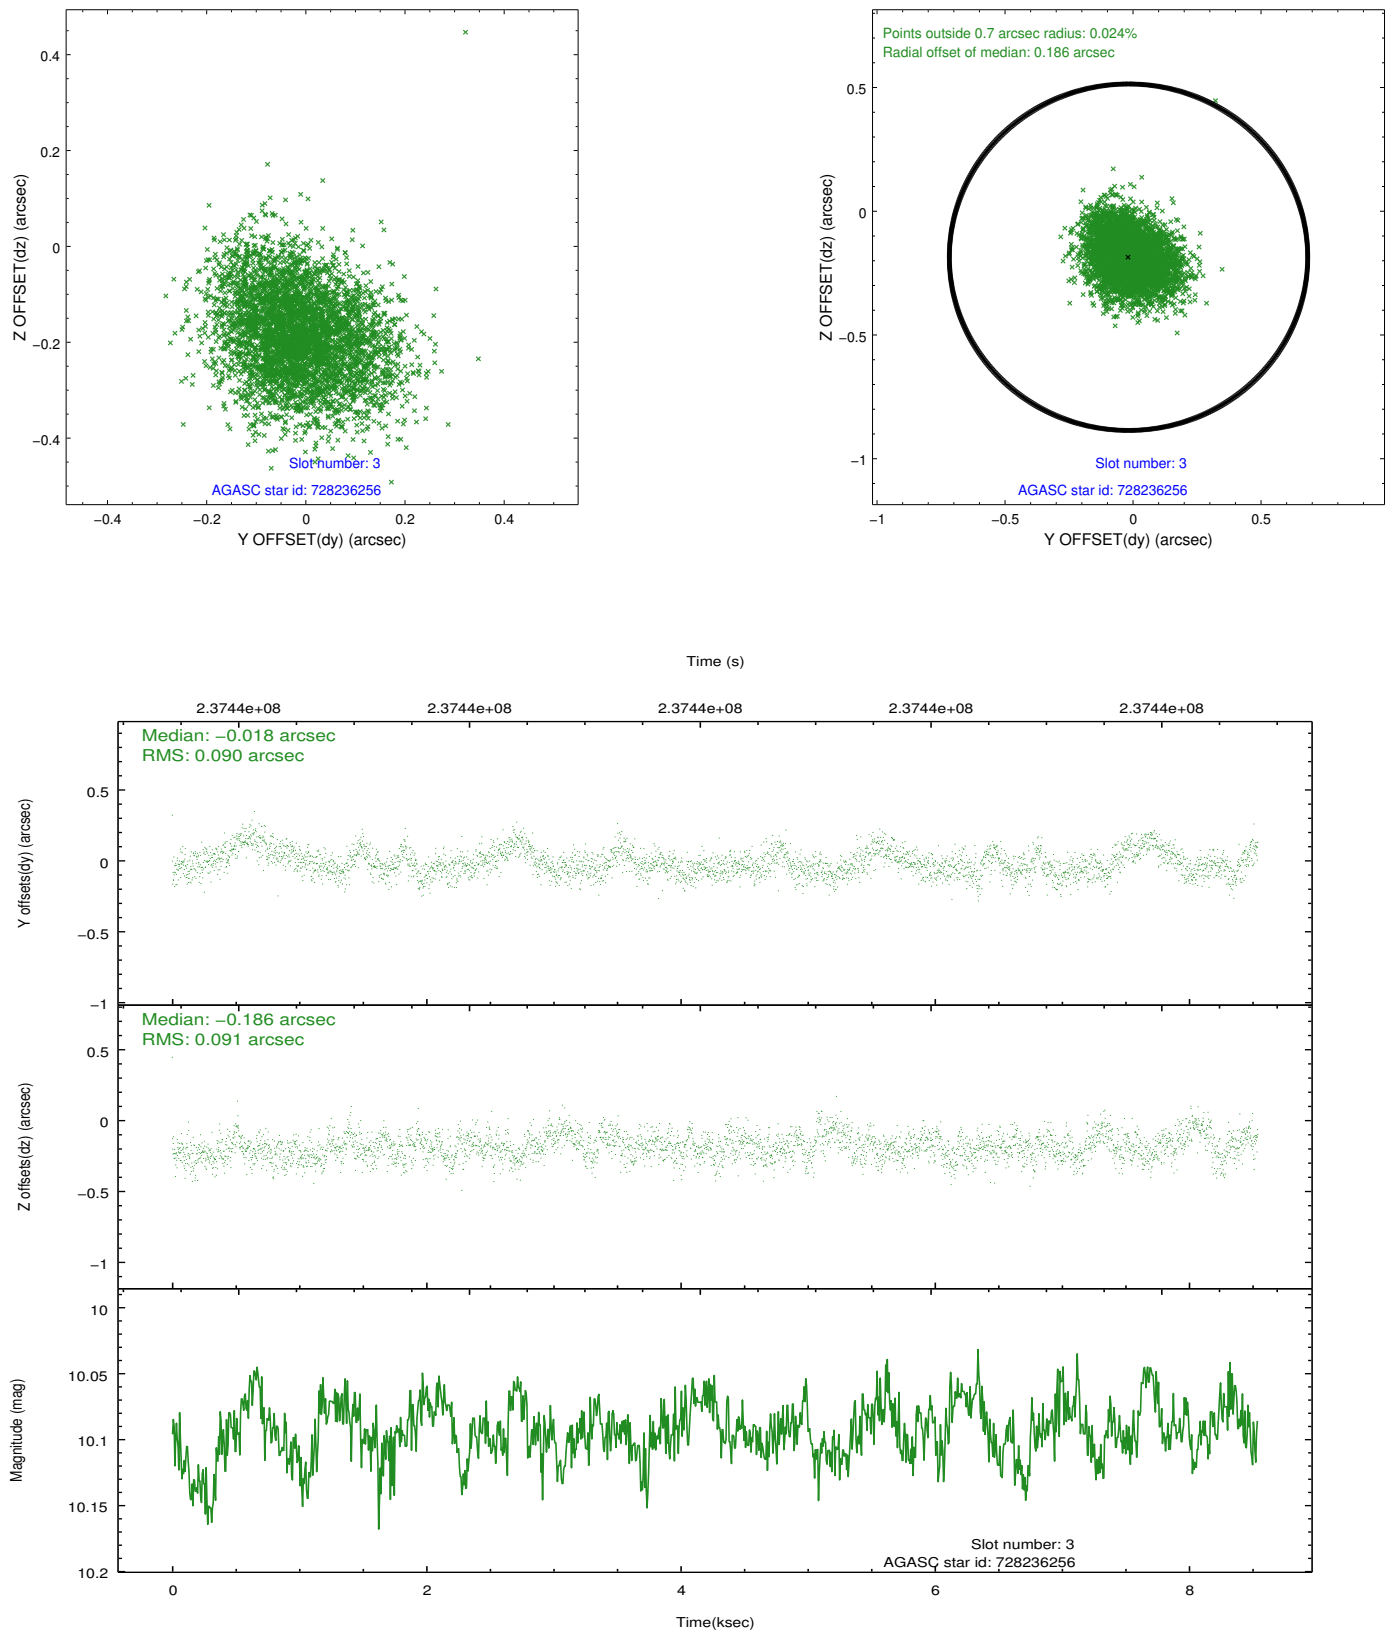 0.4
0.2
0
−0.2
−0.4
Z OFFSET(dz) (arcsec)
Slot number: 3
AGASC star id: 728236256
−0.4 −0.2 0 0.2 0.4
Y OFFSET(dy) (arcsec)
Points outside 0.7 arcsec radius: 0.024%
Radial offset of median: 0.186 arcsec
0.5
0
−0.5
−1
Z OFFSET(dz) (arcsec)
Slot number: 3
AGASC star id: 728236256
−1 −0.5 0 0.5
Y OFFSET(dy) (arcsec)
Time (s)
2.3744e+08 2.3744e+08 2.3744e+08 2.3744e+08 2.3744e+08
Median: −0.018 arcsec
RMS: 0.090 arcsec
0.5
0
−0.5
−1
Y offsets(dy) (arcsec)
Median: −0.186 arcsec
RMS: 0.091 arcsec
0.5
0
−0.5
−1
Z offsets(dz) (arcsec)
10
10.05
10.1
10.15
10.2
Magnitude (mag)
Slot number: 3
AGASC star id: 728236256
0 2 4 6 8
Time(ksec)